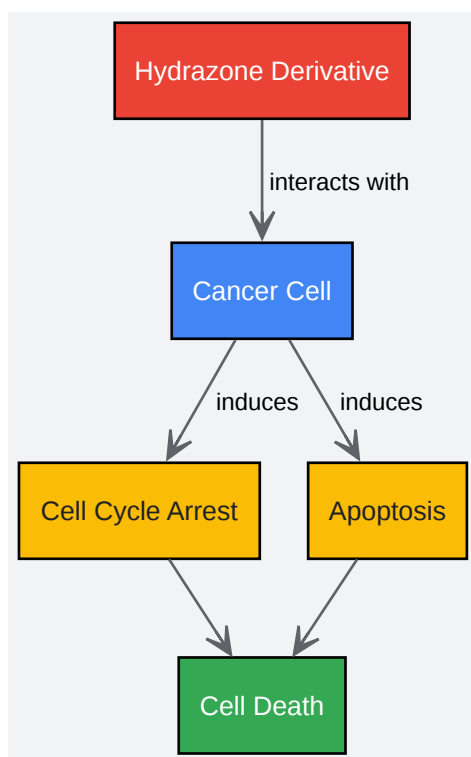 Hydrazone Derivative
interacts with
Cancer Cell
induces
induces
Cell Cycle Arrest
Apoptosis
Cell Death